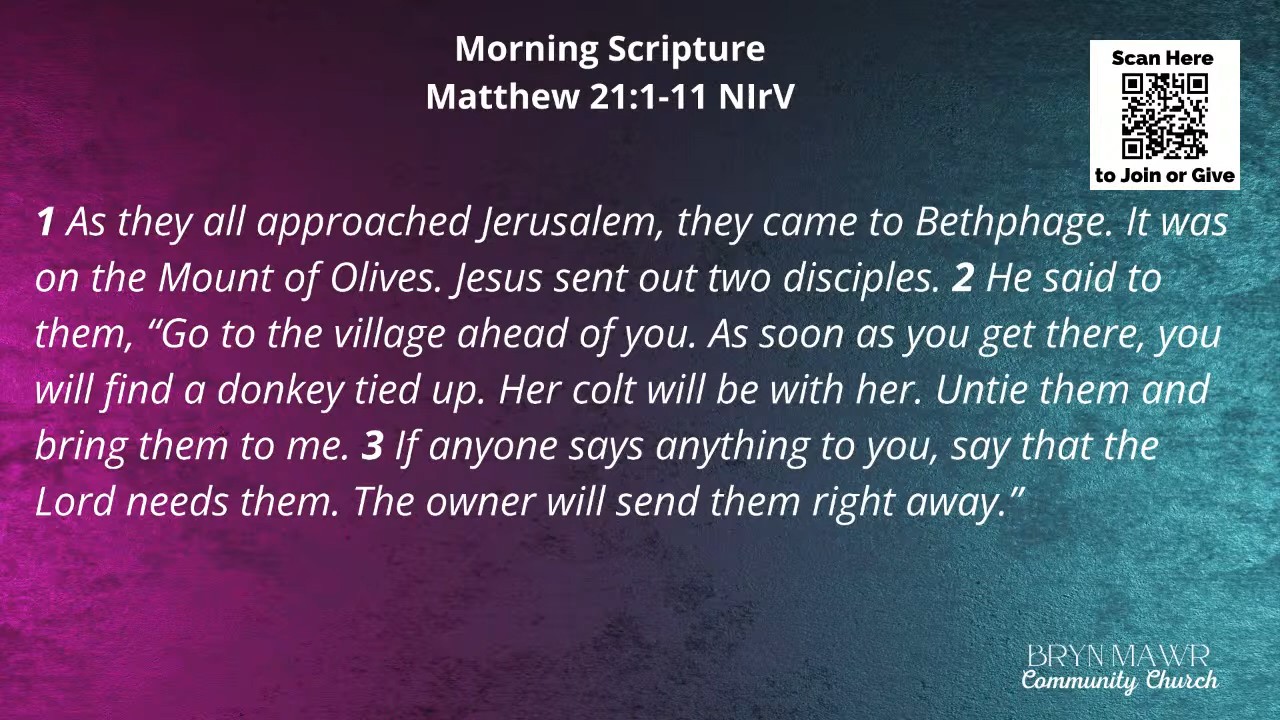 Morning Scripture
Matthew 21:1-11 NIrV
Scan Here
to Join or Give
1 As they all approached Jerusalem, they came to Bethphage. It was
on the Mount of Olives. Jesus sent out two disciples. 2 He said to
them, “Go to the village ahead of you. As soon as you get there, you
will find a donkey tied up. Her colt will be with her. Untie them and
bring them to me. 3 If anyone says anything to you, say that the
Lord needs them. The owner will send them right away.”
BRYN MAWR
Community Church